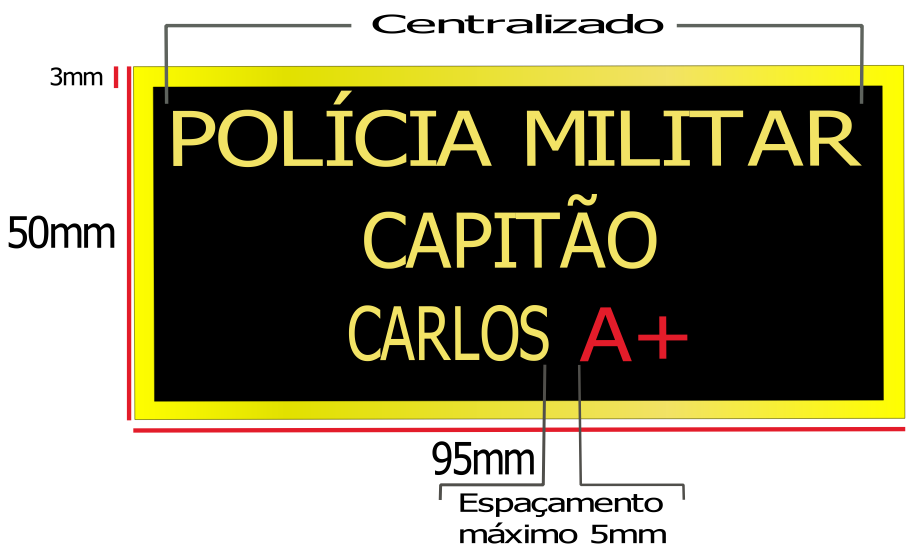 Centralizado
3mm
POLÍCIA MILITAR
50mm
CAPITÃO
CARLOS A+
95mm
Espaçamento
máximo 5mm